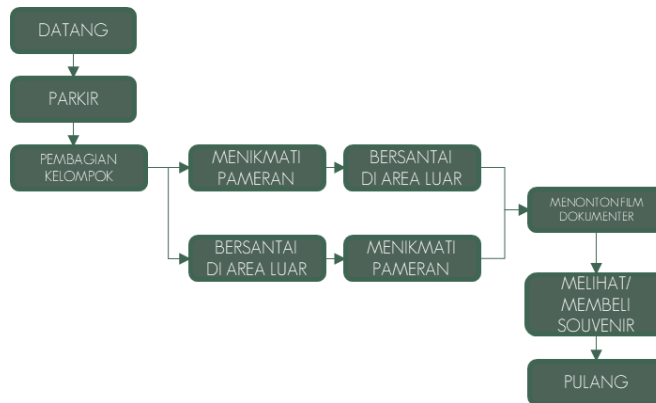 DATANG
PARKIR
PEMBAGIAN
KELOMPOK
MENIKMATI
PAMERAN
BERSANTAI
DI AREA LUAR
BERSANTAI
DI AREA LUAR
MENIKMATI
PAMERAN
MENONTON FILM
DOKUMENTER
MELIHAT/
MEMBELI
SOUVENIR
PULANG